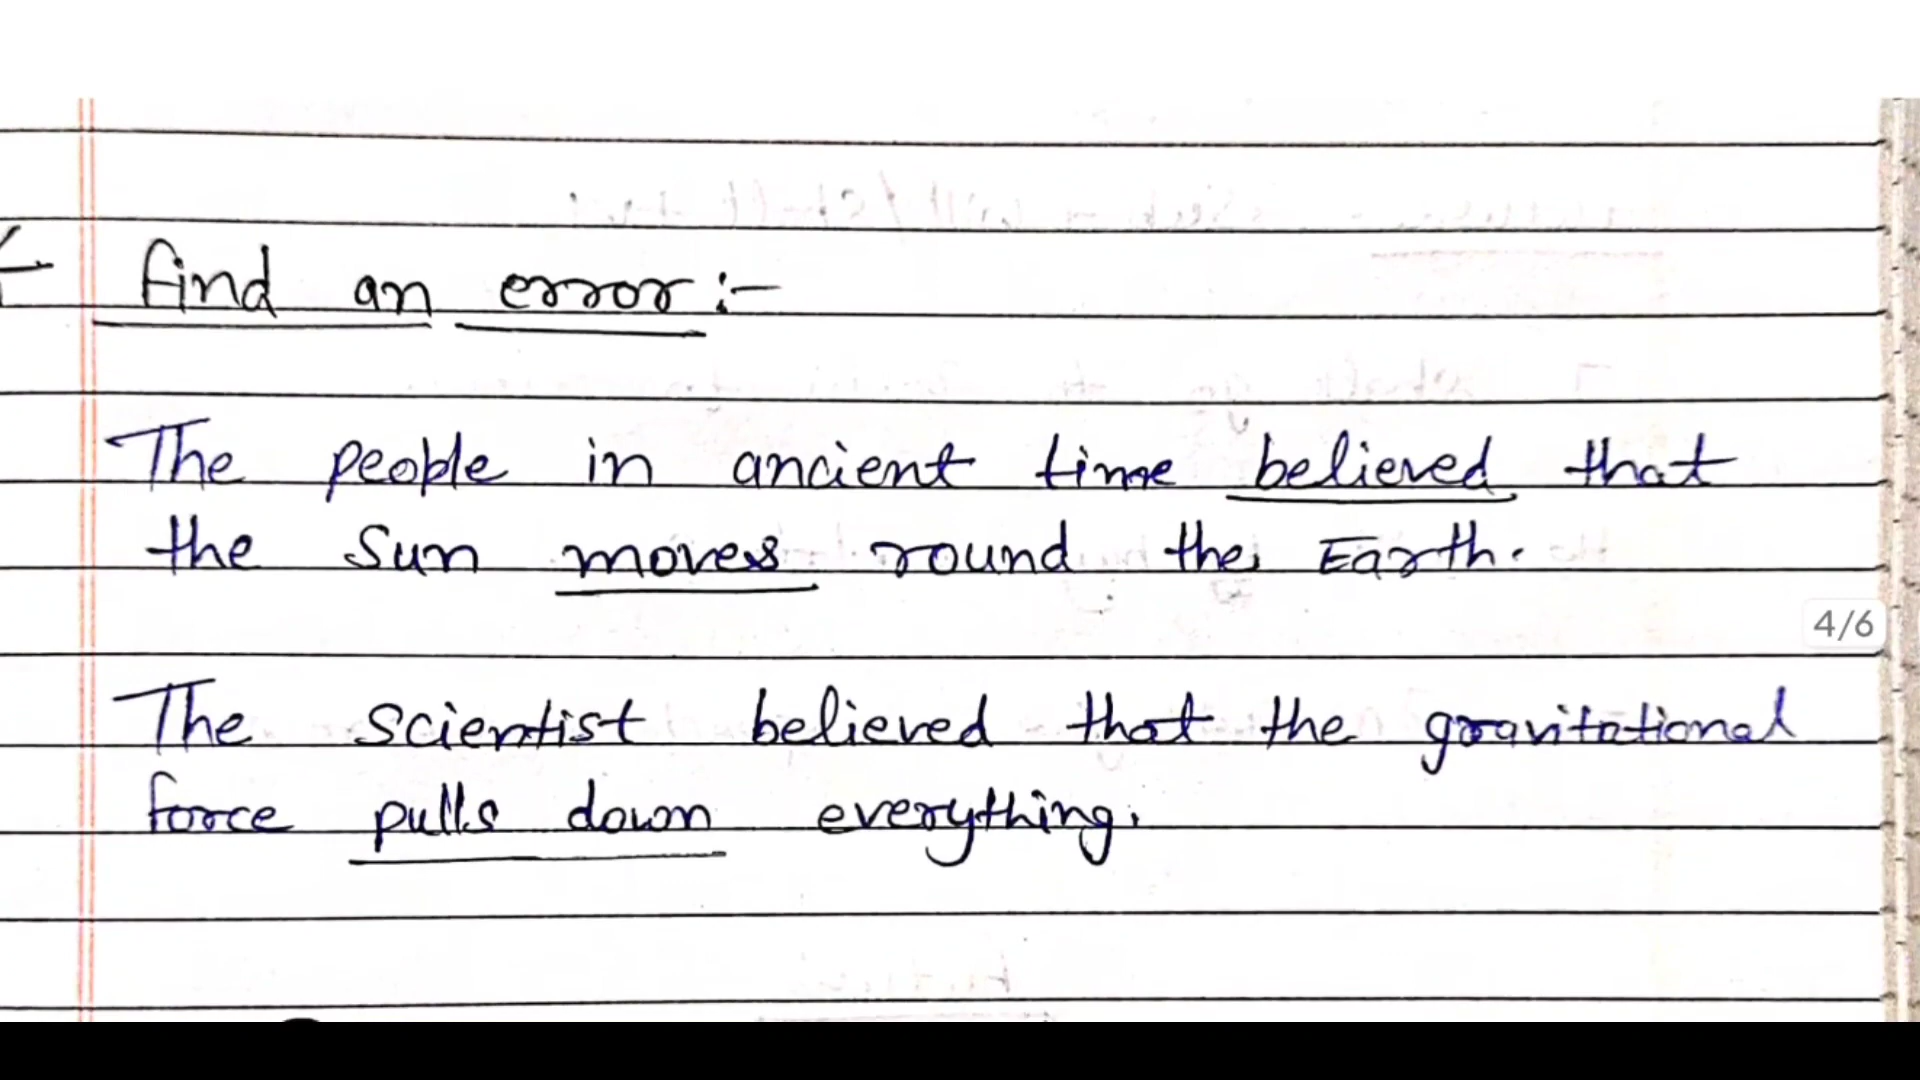 find an error :-
The people in ancient time believed that
the Sun moves round the Earth.
The scientist believed that the gravitational
force pulls down everything.
4/6